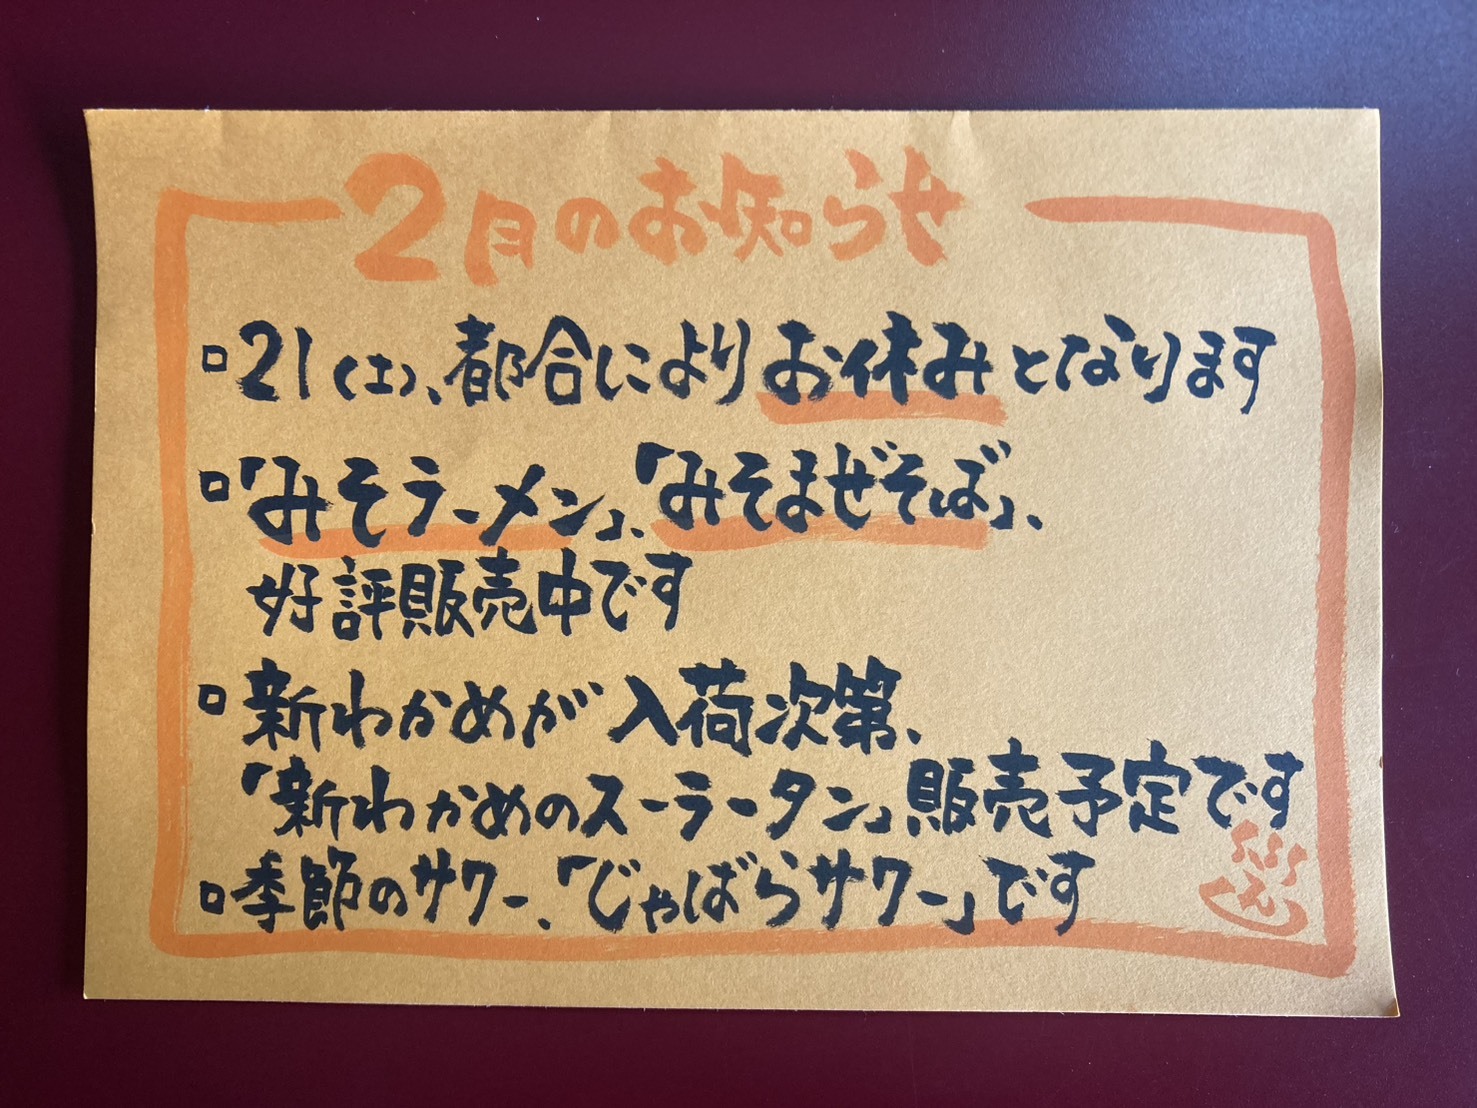 2月のお知らせ
▫21(土)、都合によりお休みとなります
▫「みそラーメン」、「みそまぜそば」、
好評販売中です
▫新わかめが入荷次第、
「新わかめのスーラータン」販売予定です
▫季節のサワー、「じゃばらサワー」です